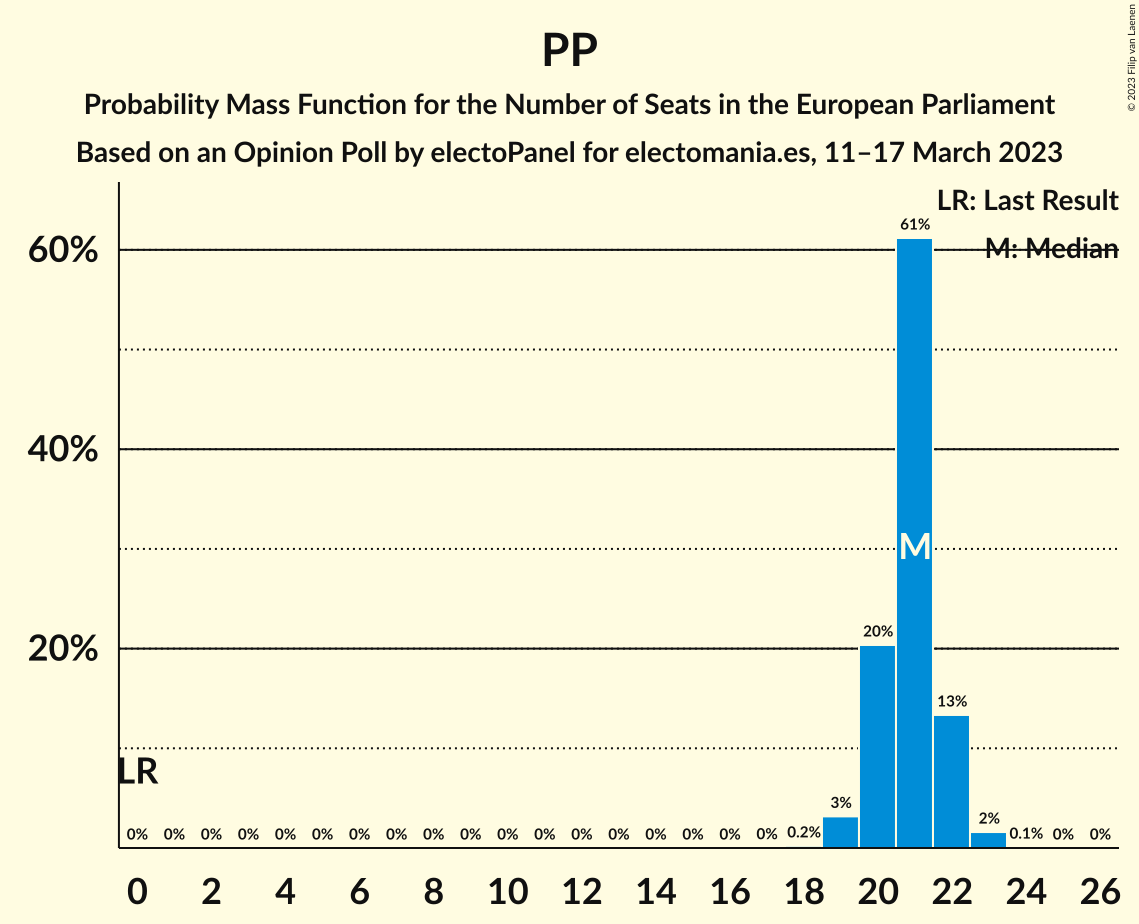 PP
Probability Mass Function for the Number of Seats in the European Parliament
Based on an Opinion Poll by electoPanel for electomania.es, 11–17 March 2023
© 2023 Filip van Laenen
LR: Last Result
M: Median
60%
40%
20%
LR
M
0% 0% 0% 0% 0% 0% 0% 0% 0% 0% 0% 0% 0% 0% 0% 0% 0% 0% 0.2% 3% 20% 61% 13% 2% 0.1% 0% 0%
0 2 4 6 8 10 12 14 16 18 20 22 24 26